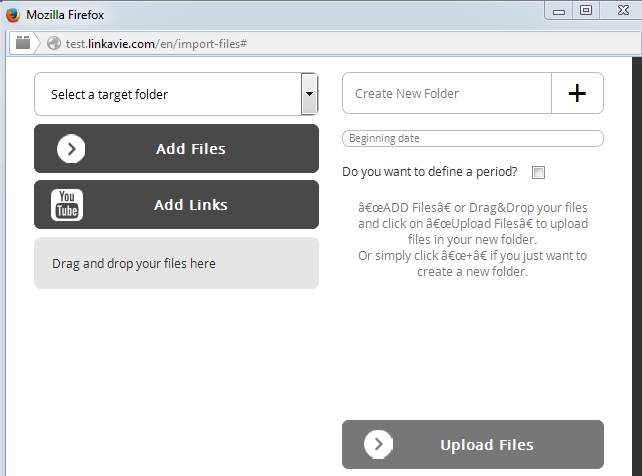 Mozilla Firefox
test.linkavie.com/en/import-files#
Select a target folder
Add Files
You
Tube
Add Links
Drag and drop your files here
Create New Folder
+
Beginning date
Do you want to define a period?
â€œADD Filesâ€ or Drag&Drop your files
and click on â€œUpload Filesâ€ to upload
files in your new folder.
Or simply click â€œ+â€ if you just want to
create a new folder.
Upload Files